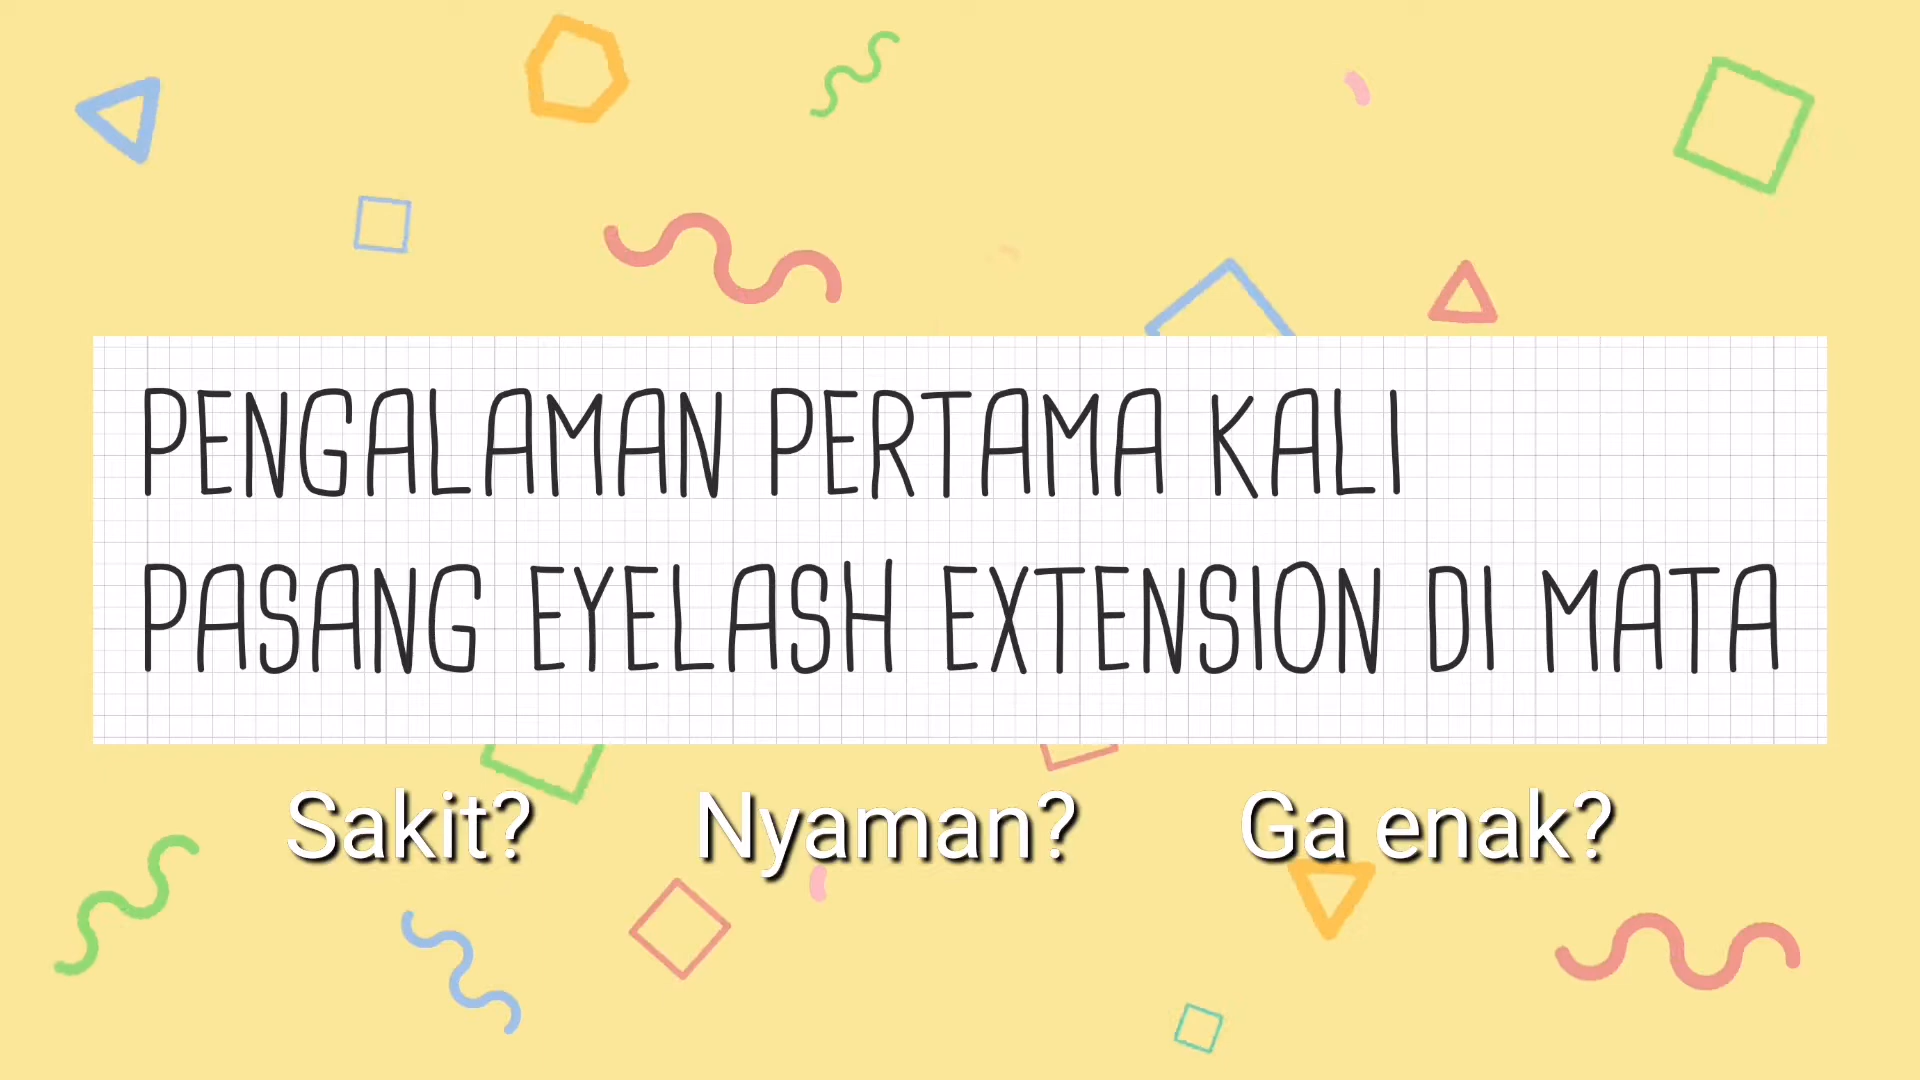 PENGALAMAN PERTAMA KALI
PASANG EYELASH EXTENSION DI MATA
Sakit? Nyaman? Ga enak?